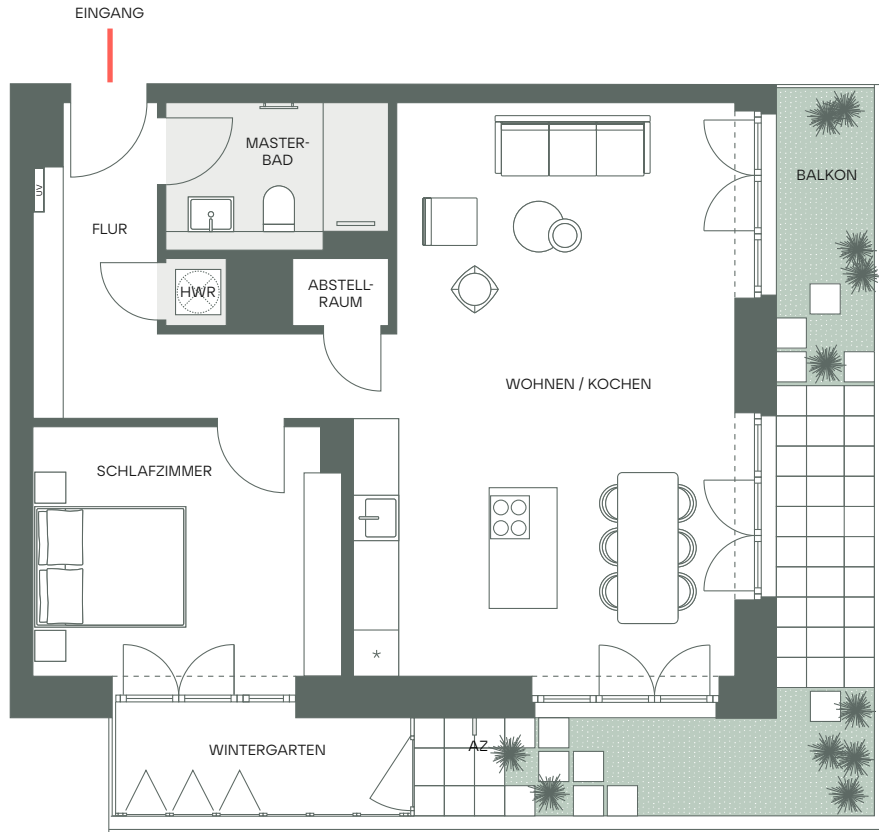 EINGANG
MASTER-
BAD
BALKON
UV
FLUR
HWR
ABSTELL-
RAUM
WOHNEN / KOCHEN
SCHLAFZIMMER
*
WINTERGARTEN
AZ